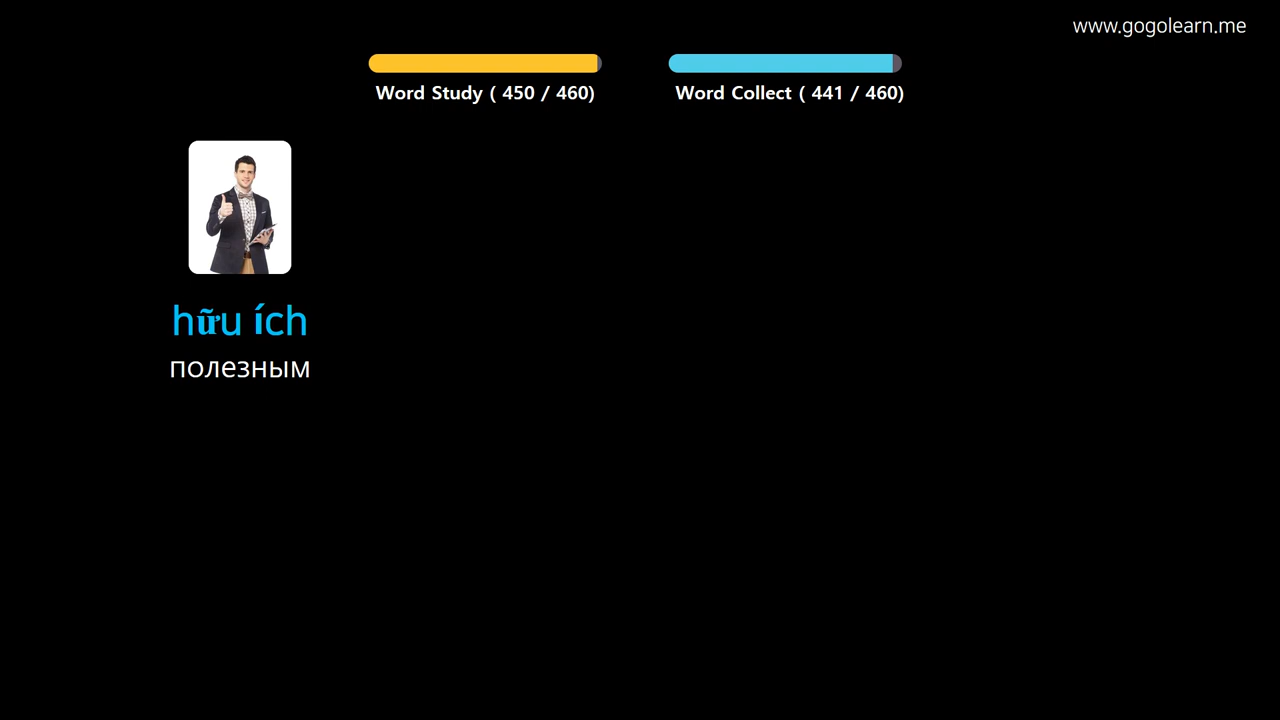 www.gogolearn.me
Word Study ( 450 / 460)
Word Collect ( 441 / 460)
hữu ích
полезным